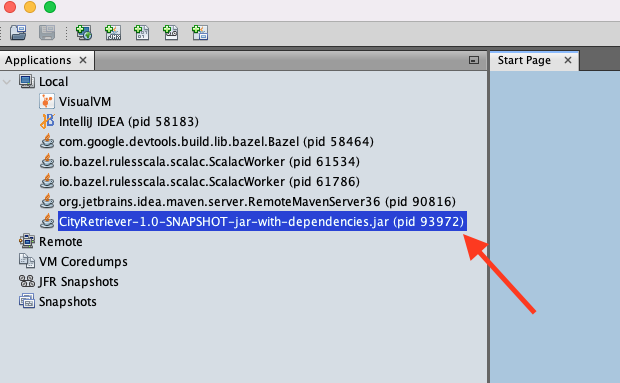 Applications
Start Page
Local
VisualVM
IntelliJ IDEA (pid 58183)
com.google.devtools.build.lib.bazel.Bazel (pid 58464)
io.bazel.rulesscala.scalac.ScalacWorker (pid 61534)
io.bazel.rulesscala.scalac.ScalacWorker (pid 61786)
org.jetbrains.idea.maven.server.RemoteMavenServer36 (pid 90816)
CityRetriever-1.0-SNAPSHOT-jar-with-dependencies.jar (pid 93972)
Remote
VM Coredumps
JFR Snapshots
Snapshots